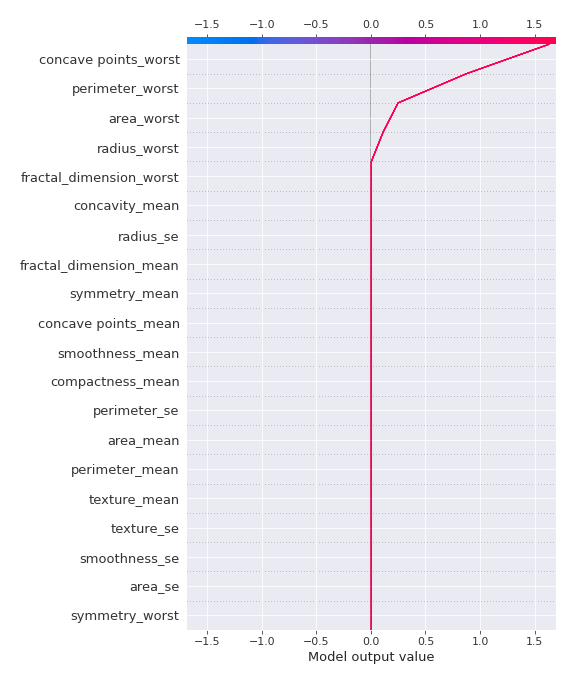 −1.5 −1.0 −0.5 0.0 0.5 1.0 1.5
concave points_worst
perimeter_worst
area_worst
radius_worst
fractal_dimension_worst
concavity_mean
radius_se
fractal_dimension_mean
symmetry_mean
concave points_mean
smoothness_mean
compactness_mean
perimeter_se
area_mean
perimeter_mean
texture_mean
texture_se
smoothness_se
area_se
symmetry_worst
−1.5 −1.0 −0.5 0.0 0.5 1.0 1.5
Model output value